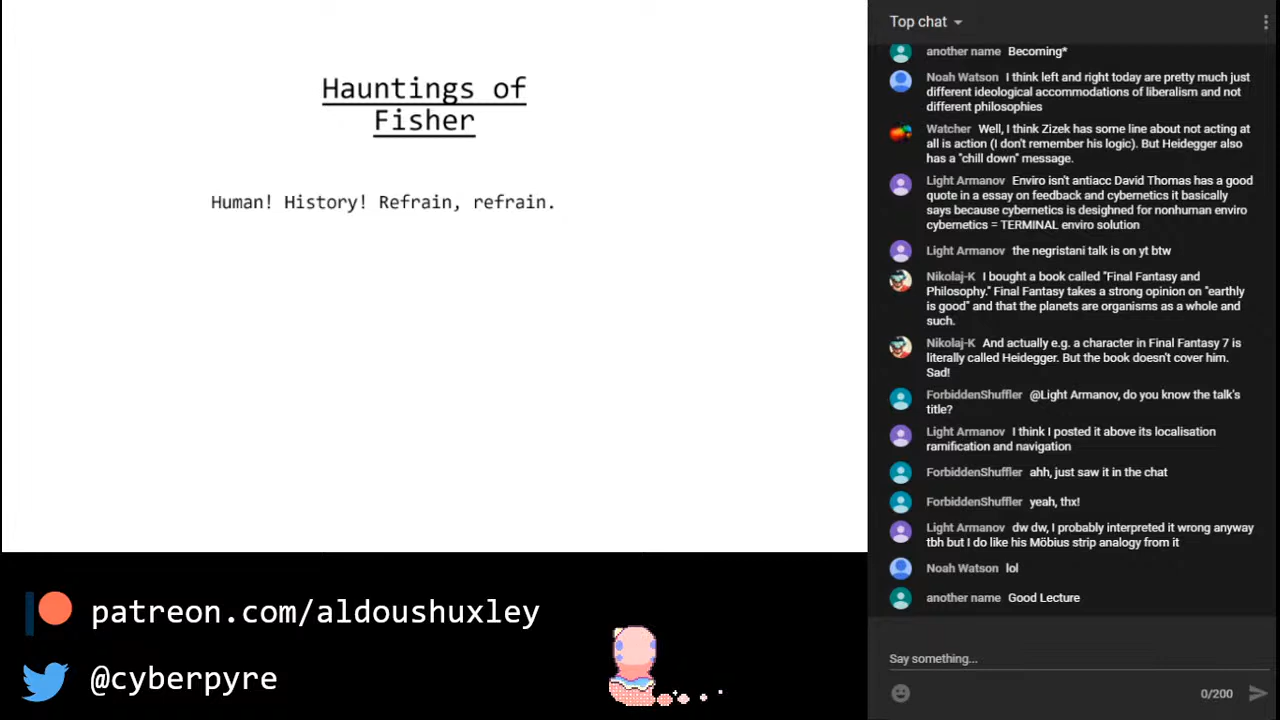 Hauntings of
Fisher
Human! History! Refrain, refrain.
patreon.com/aldoushuxley
@cyberpyre
Top chat
another name Becoming*
Noah Watson I think left and right today are pretty much just
different ideological accommodations of liberalism and not
different philosophies
Watcher Well, I think Zizek has some line about not acting at
all is action (I don't remember his logic). But Heidegger also
has a "chill down" message.
Light Armanov Enviro isn't antiacc David Thomas has a good
quote in a essay on feedback and cybernetics it basically
says because cybernetics is desighned for nonhuman enviro
cybernetics = TERMINAL enviro solution
Light Armanov the negristani talk is on yt btw
Nikolaj-K I bought a book called "Final Fantasy and
Philosophy." Final Fantasy takes a strong opinion on "earthly
is good" and that the planets are organisms as a whole and
such.
Nikolaj-K And actually e.g. a character in Final Fantasy 7 is
literally called Heidegger. But the book doesn't cover him.
Sad!
ForbiddenShuffler @Light Armanov, do you know the talk's
title?
Light Armanov I think I posted it above its localisation
ramification and navigation
ForbiddenShuffler ahh, just saw it in the chat
ForbiddenShuffler yeah, thx!
Light Armanov dw dw, I probably interpreted it wrong anyway
tbh but I do like his Möbius strip analogy from it
Noah Watson lol
another name Good Lecture
Say something...
0/200